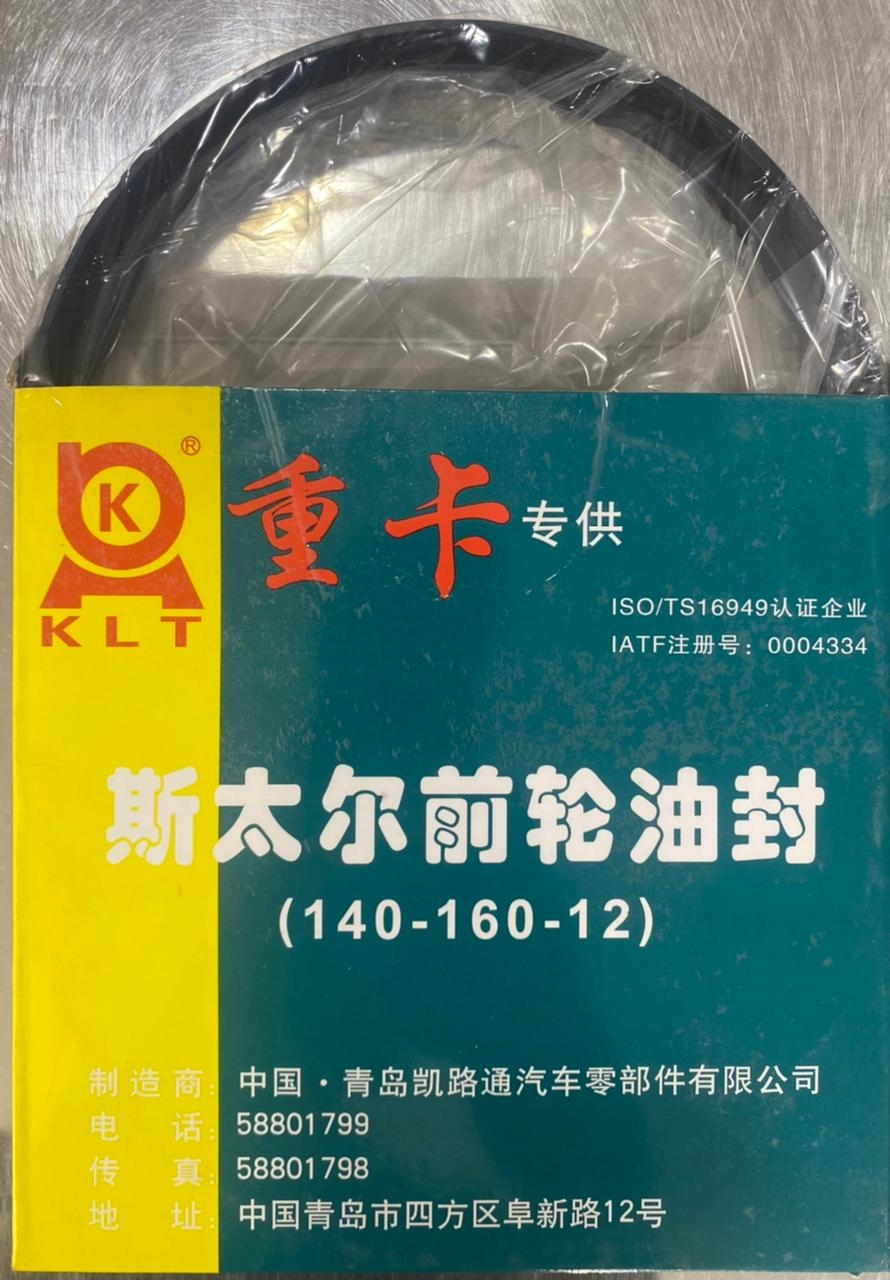 K
®
KLT
重卡专供
ISO/TS16949认证企业
IATF注册号：0004334
斯太尔前轮油封
(140-160-12)
制造商：中国·青岛凯路通汽车零部件有限公司
电话：58801799
传真：58801798
地址：中国青岛市四方区阜新路12号